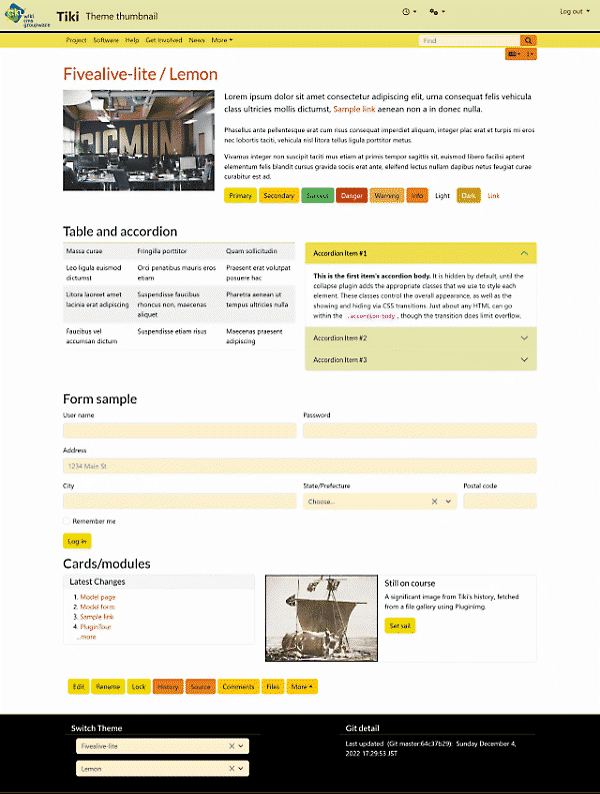 tiki
wiki
cms
groupware
Tiki Theme thumbnail
Log out
Project Software Help Get Involved News More
Find
Fivealive-lite / Lemon
Lorem ipsum dolor sit amet consectetur adipiscing elit, urna consequat felis vehicula
class ultricies mollis dictumst, Sample link aenean non a in donec nulla.
Phasellus ante pellentesque erat cum risus consequat imperdiet aliquam, integer plac erat et turpis mi eros
nec lobortis taciti, vehicula nisl litora tellus ligula porttitor metus.
Vivamus integer non suscipit taciti mus etiam at primis tempor sagittis sit, euismod libero facilisi aptent
elementum felis blandit cursus gravida sociis erat ante, eleifend lectus nullam dapibus netus feugiat curae
curabitur est ad.
Primary Secondary Success Danger Warning Info Light Dark Link
Table and accordion
Massa curae Fringilla porttitor Quam sollicitudin
Leo ligula euismod dictumst Orci penatibus mauris eros etiam Praesent erat volutpat posuere hac
Litora laoreet amet lacinia erat adipiscing Suspendisse faucibus rhoncus non, maecenas aliquet Pharetra aenean ut tempus ultricies nulla
Faucibus vel accumsan dictum Suspendisse etiam risus Maecenas praesent adipiscing
Accordion Item #1
This is the first item's accordion body. It is hidden by default, until the
collapse plugin adds the appropriate classes that we use to style each
element. These classes control the overall appearance, as well as the
showing and hiding via CSS transitions. Just about any HTML can go
within the .accordion-body, though the transition does limit overflow.
Accordion Item #2
Accordion Item #3
Form sample
User name Password
Address
1234 Main St
City State/Prefecture Postal code
Choose...
Remember me
Log in
Cards/modules
Latest Changes
1. Model page
2. Model form
3. Sample link
4. PluginTour
...more
Still on course
A significant image from Tiki's history, fetched
from a file gallery using PluginImg.
Set sail
Edit Rename Lock History Source Comments Files More
Switch Theme
Fivealive-lite
Lemon
Git detail
Last updated (Git master:64c37b29) Sunday December 4,
2022 17:29:53 JST